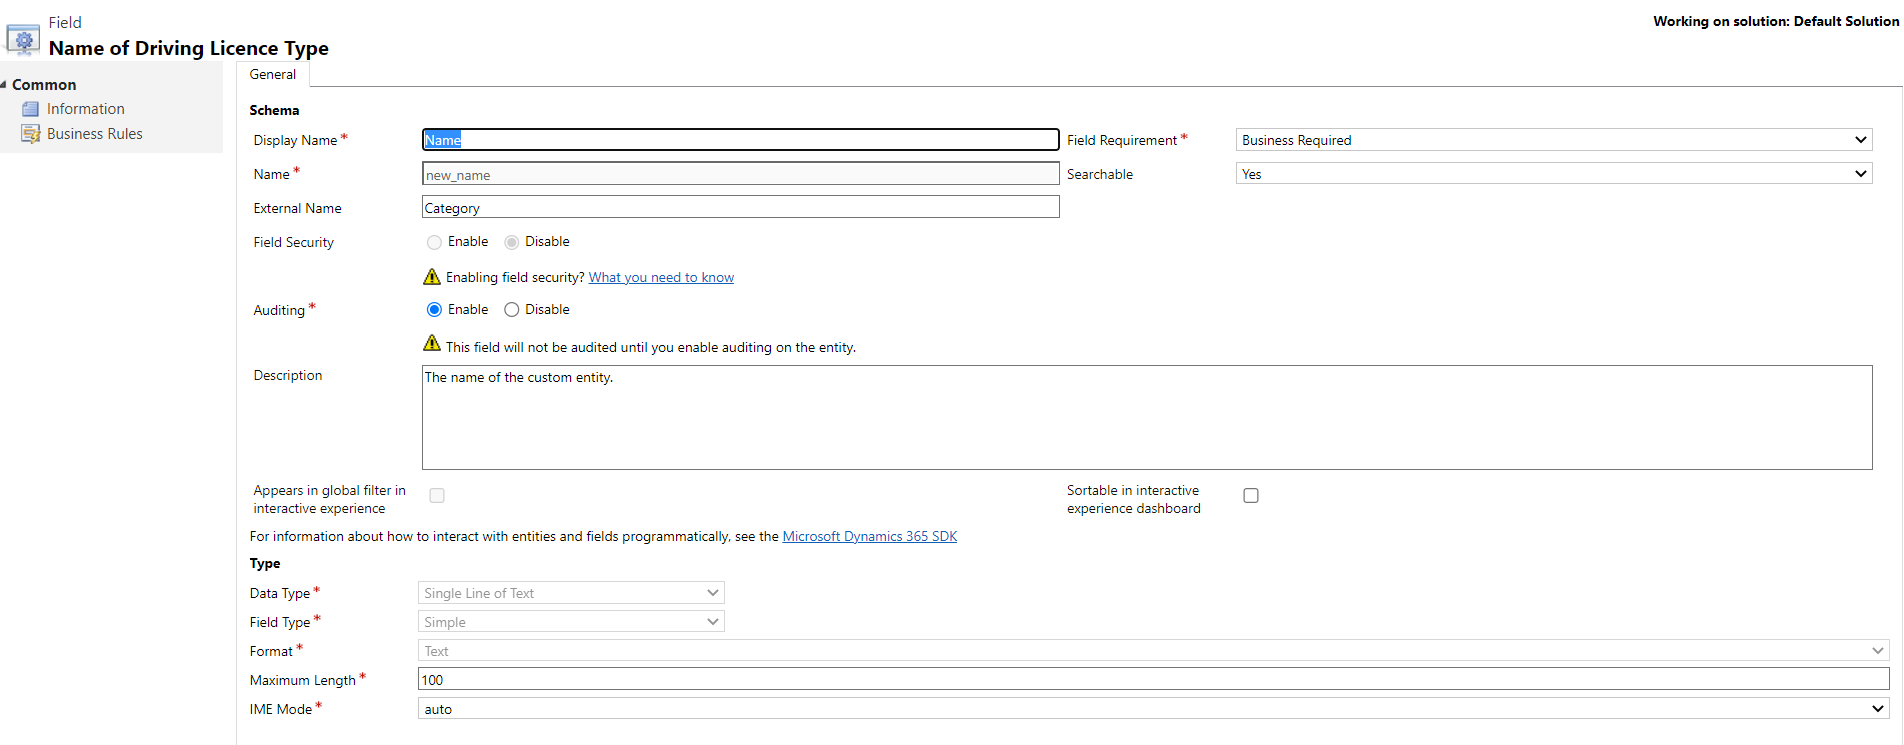 Field
Working on solution: Default Solution
Name of Driving Licence Type
Common
Information
Business Rules
General
Schema
Display Name * Name Field Requirement * Business Required
Name * new_name Searchable Yes
External Name Category
Field Security Enable Disable
Enabling field security? What you need to know
Auditing * Enable Disable
This field will not be audited until you enable auditing on the entity.
Description The name of the custom entity.
Appears in global filter in
interactive experience
Sortable in interactive
experience dashboard
For information about how to interact with entities and fields programmatically, see the Microsoft Dynamics 365 SDK
Type
Data Type * Single Line of Text
Field Type * Simple
Format * Text
Maximum Length * 100
IME Mode * auto